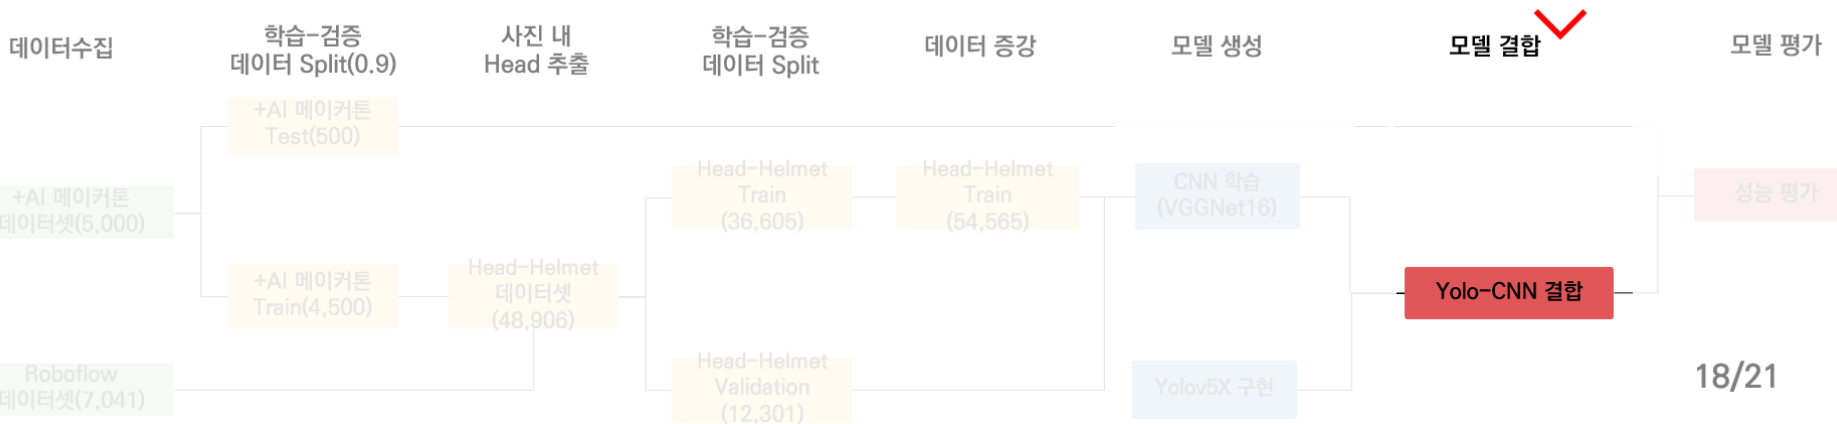 데이터수집
학습-검증
데이터 Split(0.9)
사진 내
Head 추출
학습-검증
데이터 Split
데이터 증강
모델 생성
모델 결합
모델 평가
+AI 메이커톤
Test(500)
+AI 메이커톤
데이터셋(5,000)
+AI 메이커톤
Train(4,500)
Roboflow
데이터셋(7,041)
Head-Helmet
데이터셋
(48,906)
Head-Helmet
Train
(36,605)
Head-Helmet
Validation
(12,301)
Head-Helmet
Train
(54,565)
CNN 학습
(VGGNet16)
Yolov5X 구현
Yolo-CNN 결합
성능 평가
18/21